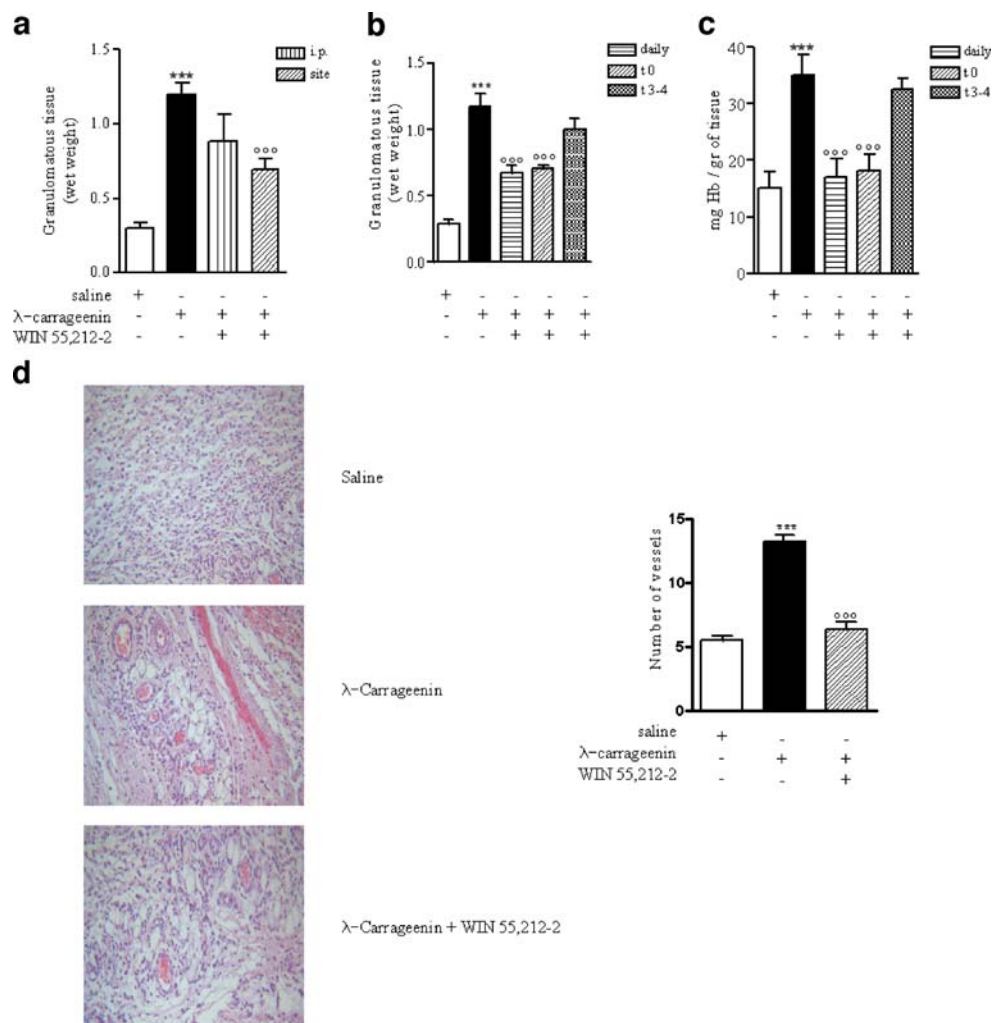 a
Granulomatous tissue
(wet weight)
1.5
1.0
0.5
0.0
***
°°°
i.p.
site
saline + - - -
λ-carrageenin - + + +
WIN 55,212-2 - - + +
b
Granulomatous tissue
(wet weight)
1.5
1.0
0.5
0.0
***
°°° °°°
daily
t0
t3-4
+ - - - -
- + + + +
- - + + +
c
mg Hb / gr of tissue
40
30
20
10
0
***
°°° °°°
daily
t0
t3-4
+ - - - -
- + + + +
- - + + +
d
Saline
λ-Carrageenin
λ-Carrageenin + WIN 55,212-2
Number of vessels
15
10
5
0
***
°°°
saline + - -
λ-carrageenin - + +
WIN 55,212-2 - - +